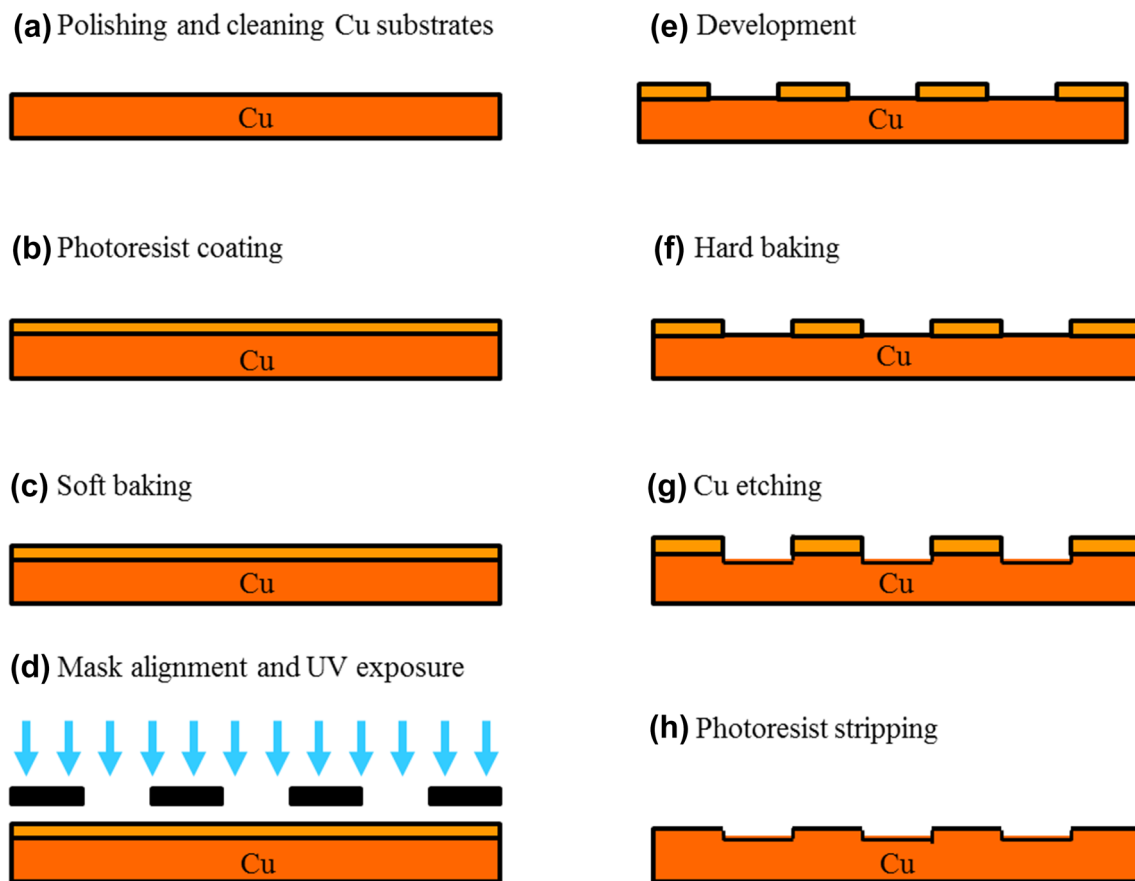 (a) Polishing and cleaning Cu substrates
Cu
(b) Photoresist coating
Cu
(c) Soft baking
Cu
(d) Mask alignment and UV exposure
Cu
(e) Development
Cu
(f) Hard baking
Cu
(g) Cu etching
Cu
(h) Photoresist stripping
Cu